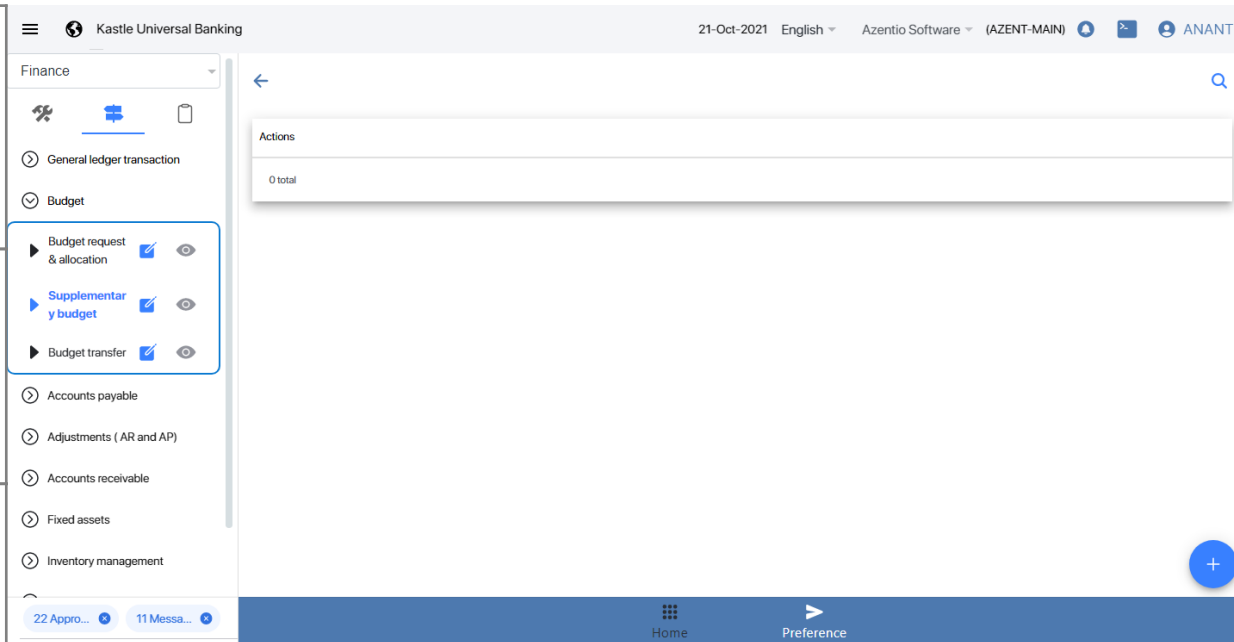 Kastle Universal Banking
21-Oct-2021 English Azentio Software (AZENT-MAIN) ANANT
Finance
General ledger transaction
Budget
Budget request
& allocation
Supplementar
y budget
Budget transfer
Accounts payable
Adjustments ( AR and AP)
Accounts receivable
Fixed assets
Inventory management
22 Appro...
11 Messa...
Actions
0 total
Home
Preference